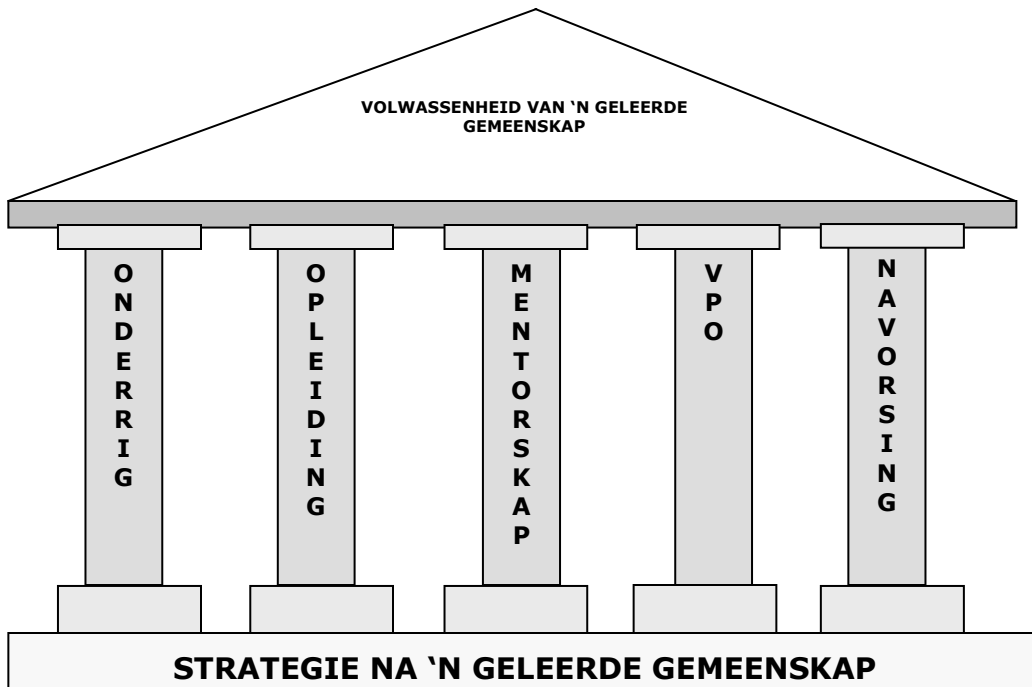 VOLWASSENHEID VAN ‘N GELEERDE
GEMEENSKAP
ONDERRIG
OPLEIDING
MENTORSKAP
VPO
NAVORSING
STRATEGIE NA ‘N GELEERDE GEMEENSKAP